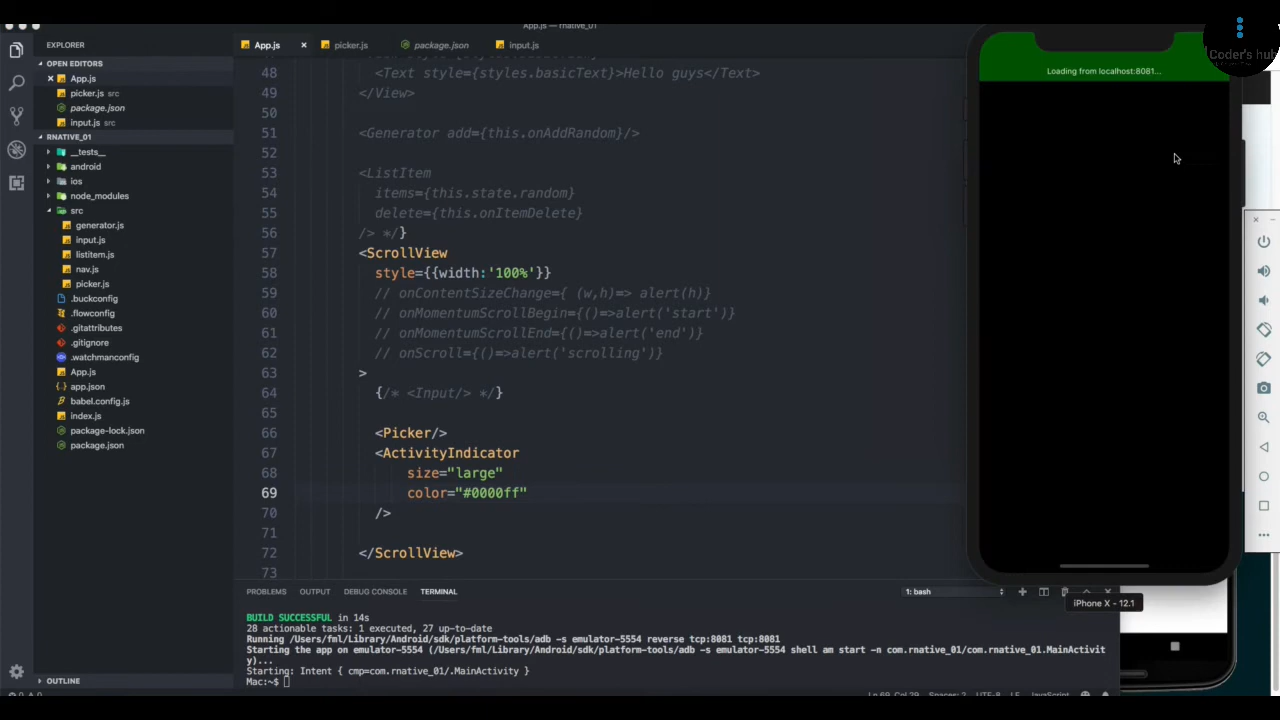 App.js — rnative_01
Coder's hub
EXPLORER
OPEN EDITORS
App.js
picker.js src
package.json
input.js src
RNATIVE_01
__tests__
android
ios
node_modules
src
generator.js
input.js
listitem.js
nav.js
picker.js
.buckconfig
.flowconfig
.gitattributes
.gitignore
.watchmanconfig
App.js
app.json
babel.config.js
index.js
package-lock.json
package.json
OUTLINE
App.js
picker.js
package.json
input.js
48 <Text style={styles.basicText}>Hello guys</Text>
49 </View>
50
51 <Generator add={this.onAddRandom}/>
52
53 <ListItem
54 items={this.state.random}
55 delete={this.onItemDelete}
56 /> */}
57 <ScrollView
58 style={{width:'100%'}}
59 // onContentSizeChange={ (w,h)=> alert(h)}
60 // onMomentumScrollBegin={()=>alert('start')}
61 // onMomentumScrollEnd={()=>alert('end')}
62 // onScroll={()=>alert('scrolling')}
63 >
64 {/* <Input/> */}
65
66 <Picker/>
67 <ActivityIndicator
68 size="large"
69 color="#0000ff"
70 />
71
72 </ScrollView>
73
PROBLEMS OUTPUT DEBUG CONSOLE TERMINAL
1: bash
BUILD SUCCESSFUL in 14s
28 actionable tasks: 1 executed, 27 up-to-date
Running /Users/fml/Library/Android/sdk/platform-tools/adb -s emulator-5554 reverse tcp:8081 tcp:8081
Starting the app on emulator-5554 (/Users/fml/Library/Android/sdk/platform-tools/adb -s emulator-5554 shell am start -n com.rnative_01/com.rnative_01.MainActivit
y)...
Starting: Intent { cmp=com.rnative_01/.MainActivity }
Mac:~$
Loading from localhost:8081...
iPhone X - 12.1
Ln 69, Col 29 Spaces: 2 UTF-8 LF JavaScript